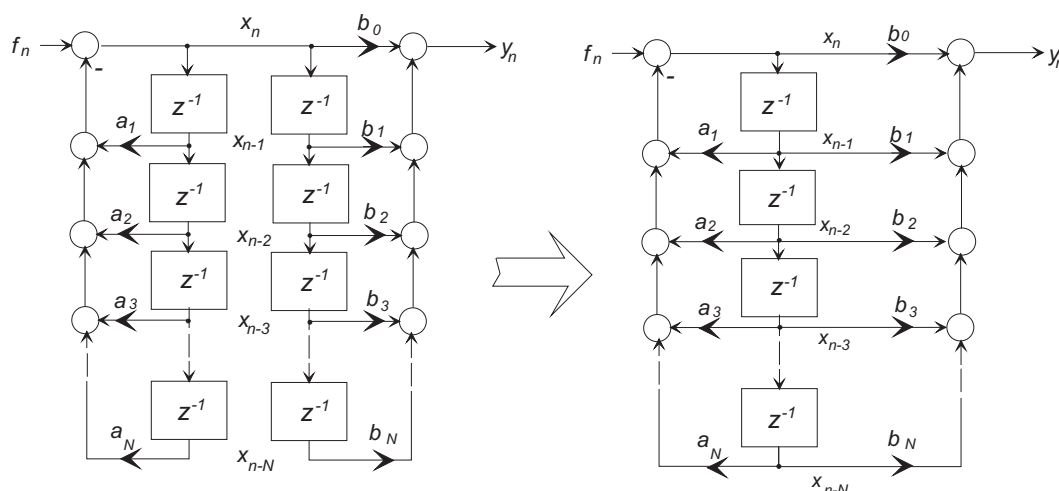 f_n x_n b_0 y_n
-
z^{-1} z^{-1}
a_1 x_{n-1} b_1
z^{-1} z^{-1}
a_2 x_{n-2} b_2
z^{-1} z^{-1}
a_3 x_{n-3} b_3
z^{-1} z^{-1}
a_N x_{n-N} b_N
f_n x_n b_0 y_n
-
z^{-1}
a_1 x_{n-1} b_1
z^{-1}
a_2 x_{n-2} b_2
z^{-1}
a_3 x_{n-3} b_3
z^{-1}
a_N x_{n-N} b_N